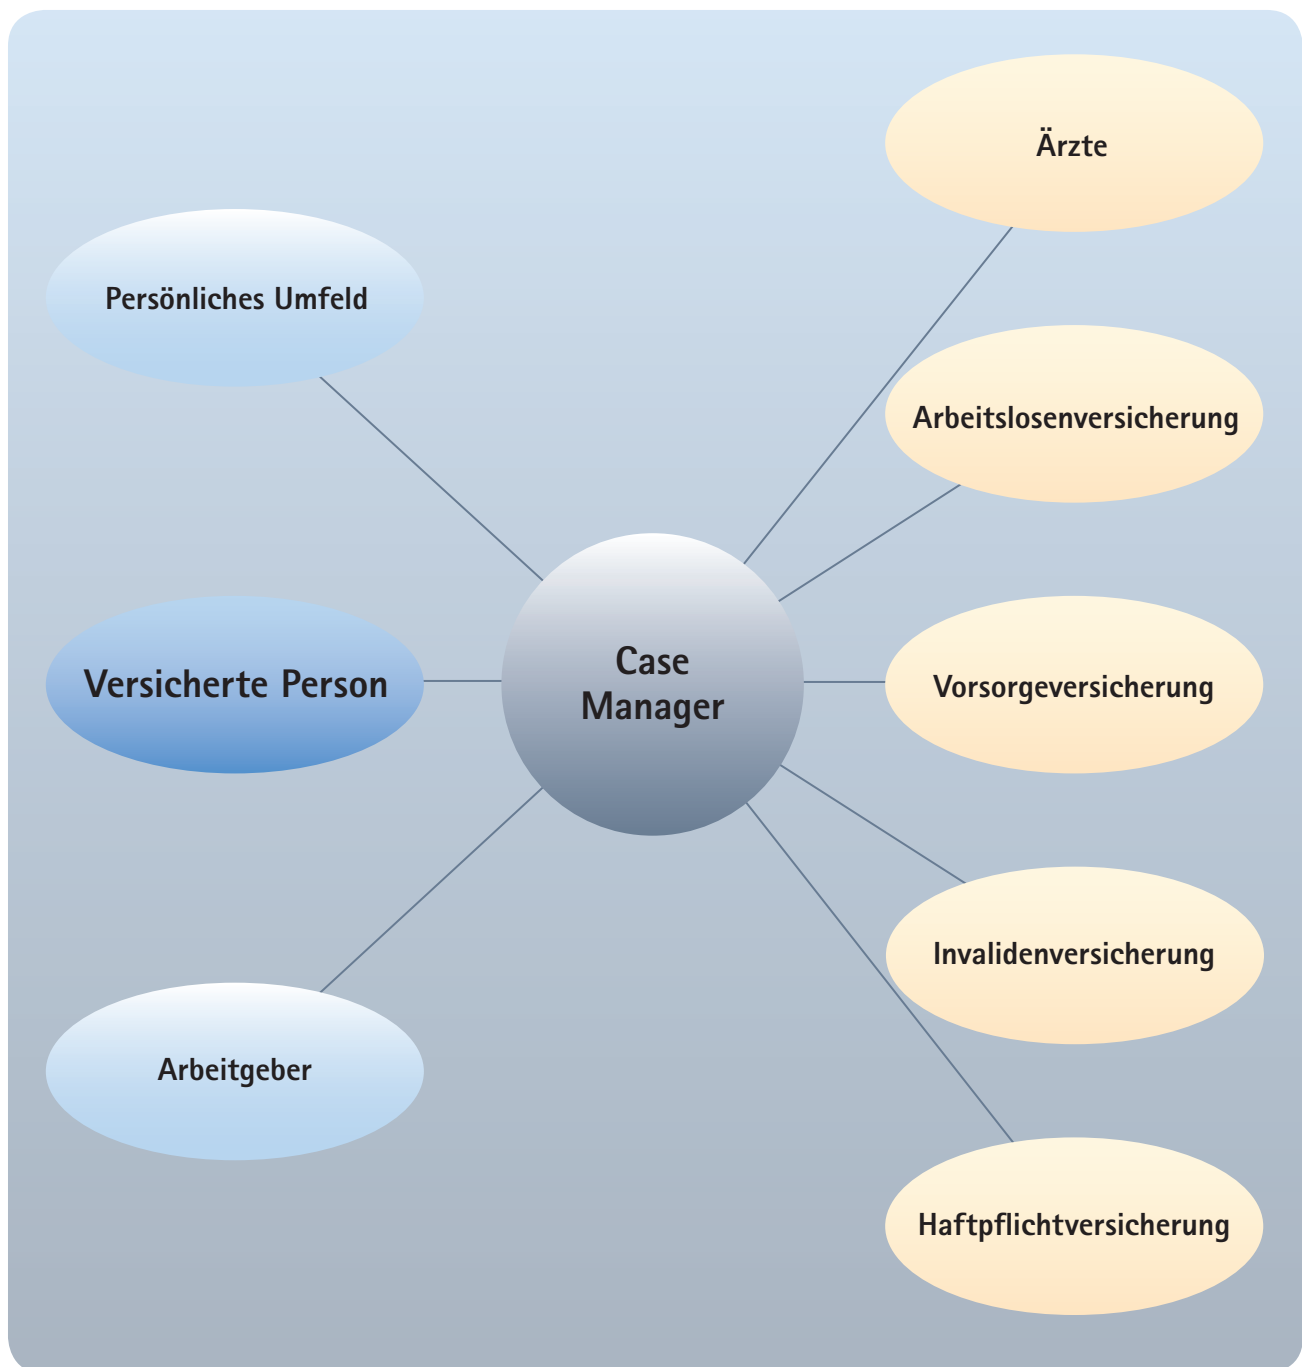 Ärzte
Persönliches Umfeld
Arbeitslosenversicherung
Versicherte Person
Case
Manager
Vorsorgeversicherung
Invalidenversicherung
Arbeitgeber
Haftpflichtversicherung